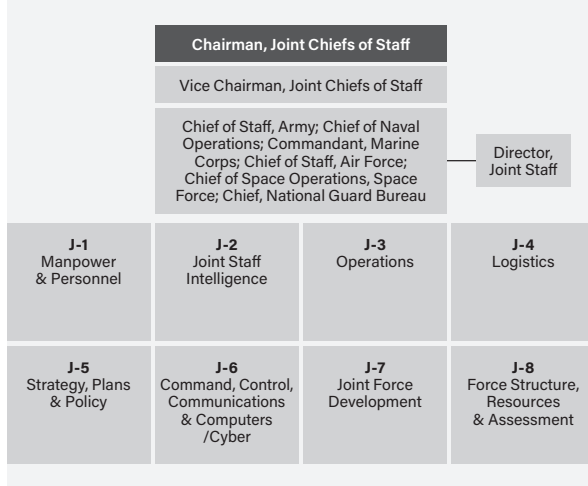 Chairman, Joint Chiefs of Staff
Vice Chairman, Joint Chiefs of Staff
Chief of Staff, Army; Chief of Naval
Operations; Commandant, Marine
Corps; Chief of Staff, Air Force;
Chief of Space Operations, Space
Force; Chief, National Guard Bureau
Director,
Joint Staff
J-1
Manpower
& Personnel
J-2
Joint Staff
Intelligence
J-3
Operations
J-4
Logistics
J-5
Strategy, Plans
& Policy
J-6
Command, Control,
Communications
& Computers
/Cyber
J-7
Joint Force
Development
J-8
Force Structure,
Resources
& Assessment